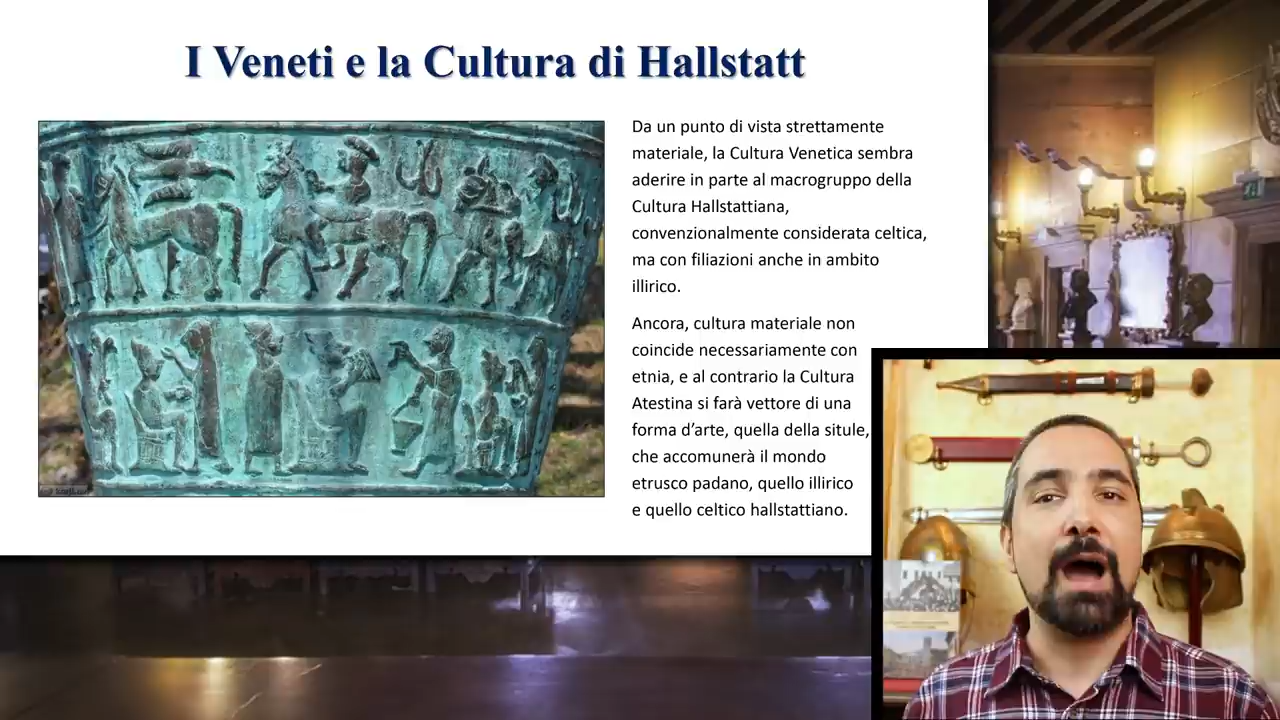 I Veneti e la Cultura di Hallstatt
Da un punto di vista strettamente
materiale, la Cultura Venetica sembra
aderire in parte al macrogruppo della
Cultura Hallstattiana,
convenzionalmente considerata celtica,
ma con filiazioni anche in ambito
illirico.
Ancora, cultura materiale non
coincide necessariamente con
etnia, e al contrario la Cultura
Atestina si farà vettore di una
forma d’arte, quella della situle,
che accomunerà il mondo
etrusco padano, quello illirico
e quello celtico hallstattiano.